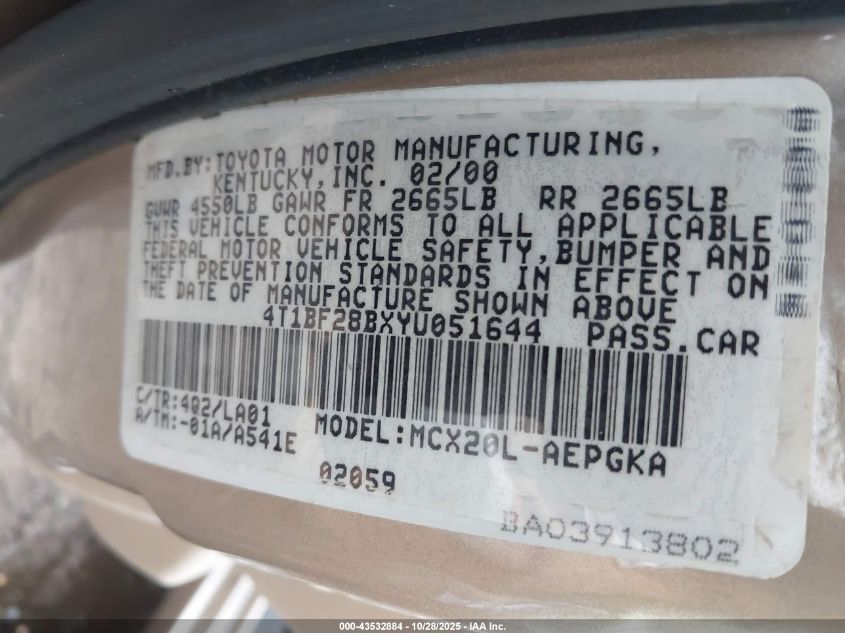 MFD.BY:TOYOTA MOTOR MANUFACTURING,
KENTUCKY,INC. 02/00
GVWR 4550LB GAWR FR 2665LB RR 2665LB
THIS VEHICLE CONFORMS TO ALL APPLICABLE
FEDERAL MOTOR VEHICLE SAFETY,BUMPER AND
THEFT PREVENTION STANDARDS IN EFFECT ON
THE DATE OF MANUFACTURE SHOWN ABOVE
4T1BF28BXYU051644 PASS.CAR
C/TR:4Q2/LA01
A/TM:-01A/A541E
MODEL:MCX20L-AEPGKA
02059
BA03913802
000-43532884 | 10/28/2025 | IAA Inc.